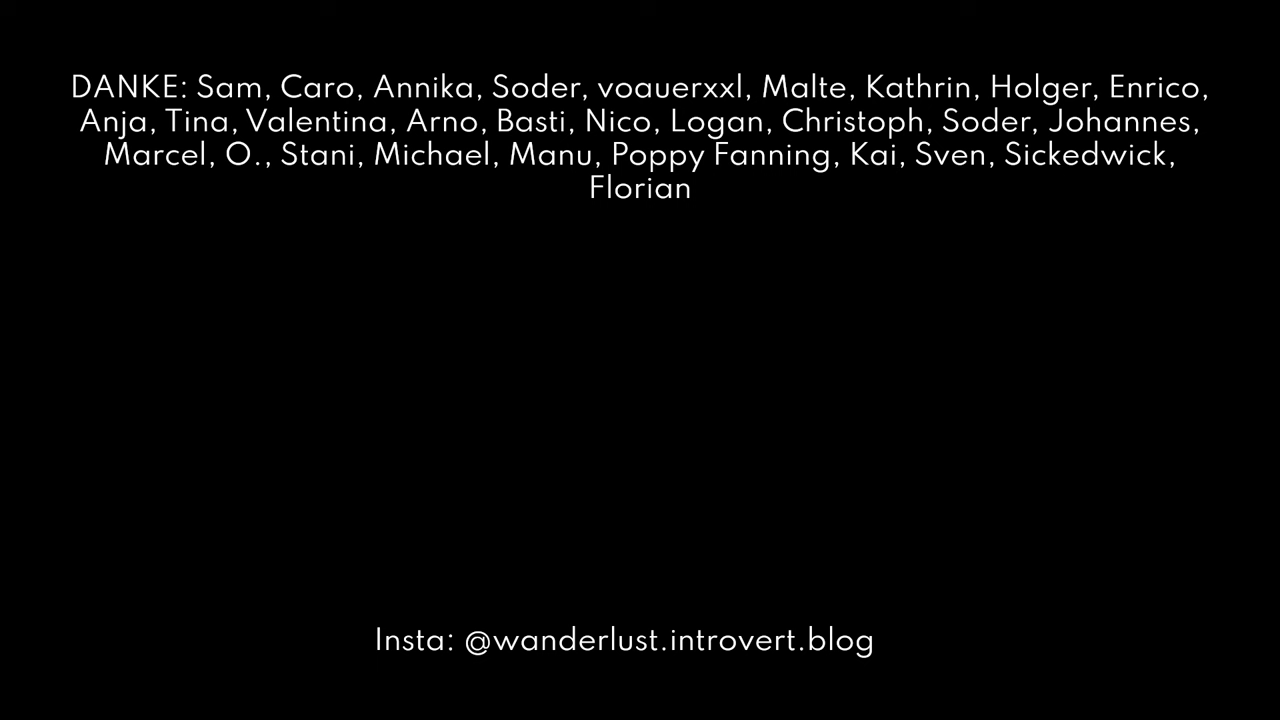 DANKE: Sam, Caro, Annika, Soder, voauerxxl, Malte, Kathrin, Holger, Enrico,
Anja, Tina, Valentina, Arno, Basti, Nico, Logan, Christoph, Soder, Johannes,
Marcel, O., Stani, Michael, Manu, Poppy Fanning, Kai, Sven, Sickedwick,
Florian
Insta: @wanderlust.introvert.blog